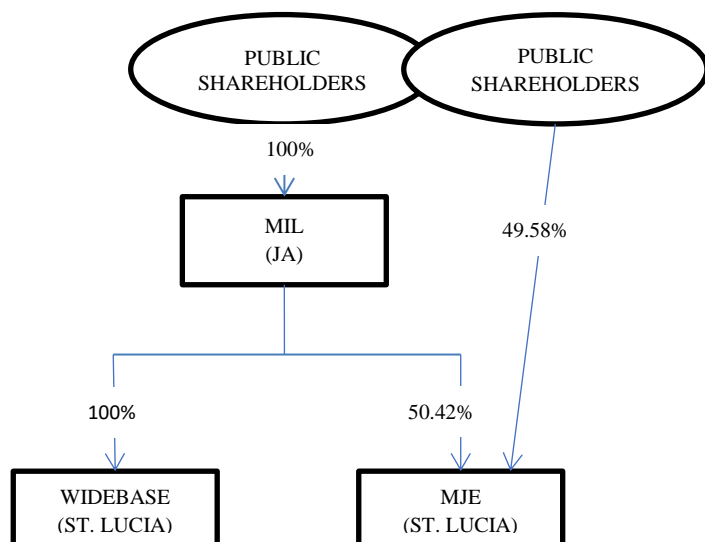 PUBLIC
SHAREHOLDERS
PUBLIC
SHAREHOLDERS
100%
MIL
(JA)
49.58%
100%
50.42%
WIDEBASE
(ST. LUCIA)
MJE
(ST. LUCIA)